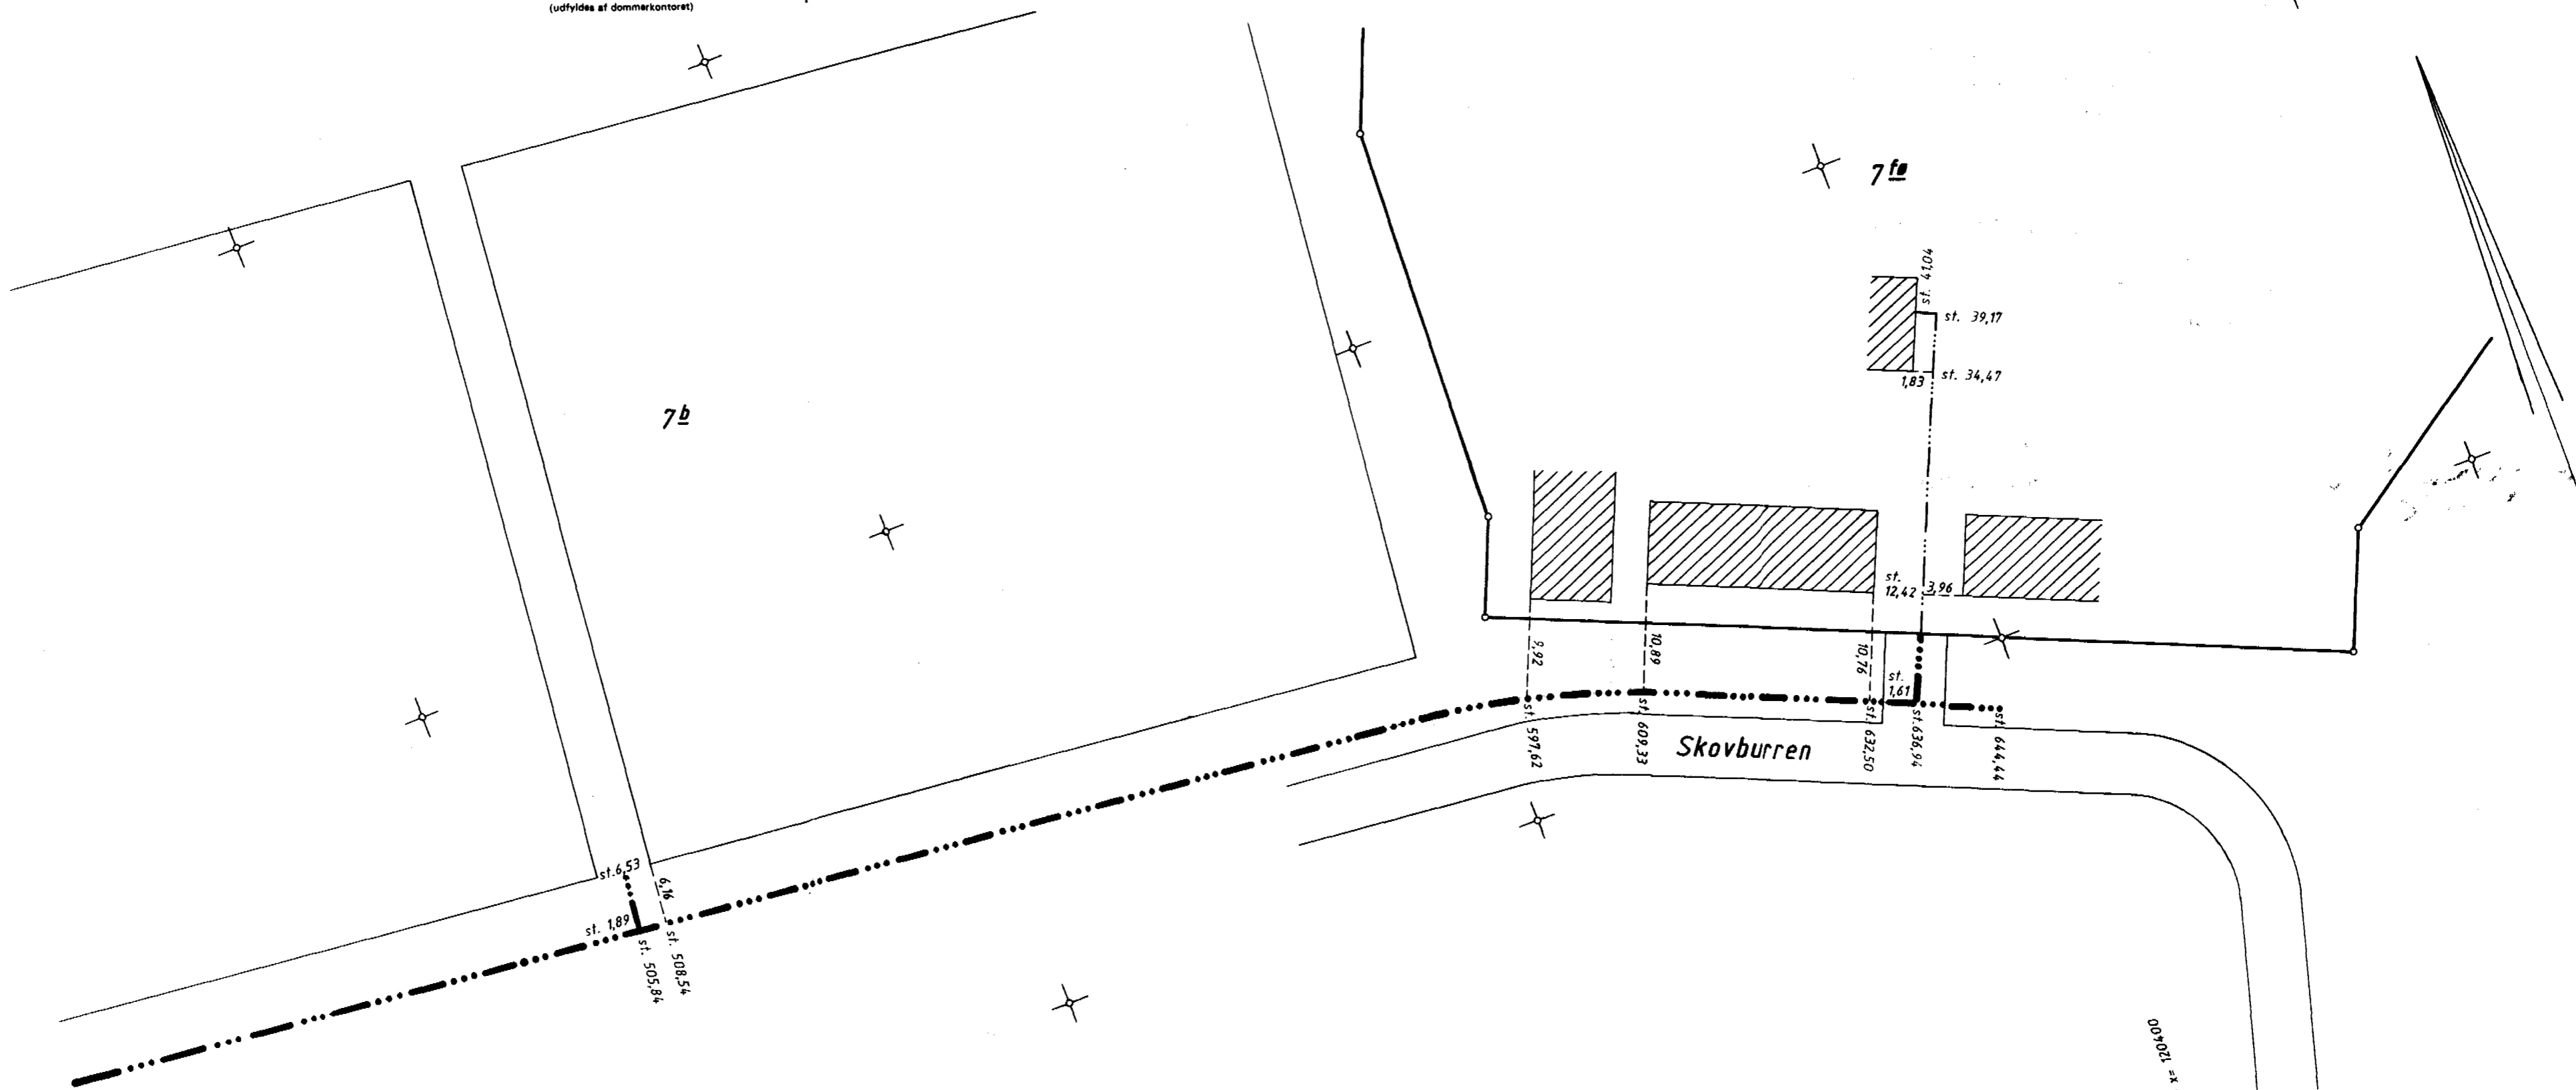 (udfyldes af dommerkontoret)
7 fø
st. 41,04
st. 39,17
1,83
st. 34,47
7 b
st.
12,42
3,96
9,92
10,89
10,76
st.
1,61
st. 597,62
st. 609,33
st. 632,50
st. 636,94
st. 644,44
Skovburren
st. 6,53
6,16
st. 1,89
st. 505,84
st. 508,54
x= 120400